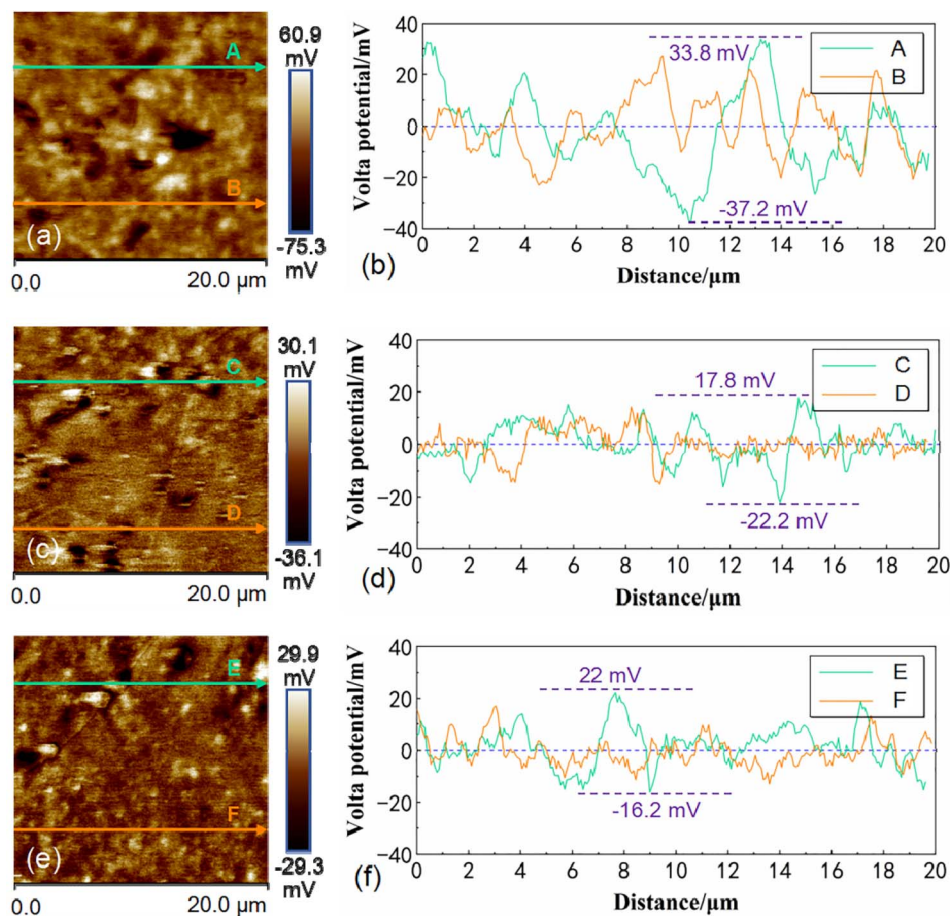 A
B
(a)
60.9
mV
-75.3
mV
0.0
20.0 μm
Volta potential/mV
40
20
0
−20
−40
33.8 mV
-37.2 mV
A
B
0 2 4 6 8 10 12 14 16 18 20
(b)
Distance/μm
C
D
(c)
30.1
mV
-36.1
mV
0.0
20.0 μm
Volta potential/mV
40
20
0
−20
−40
17.8 mV
-22.2 mV
C
D
0 2 4 6 8 10 12 14 16 18 20
(d)
Distance/μm
E
F
(e)
29.9
mV
-29.3
mV
0.0
20.0 μm
Volta potential/mV
40
20
0
−20
−40
22 mV
-16.2 mV
E
F
0 2 4 6 8 10 12 14 16 18 20
(f)
Distance/μm